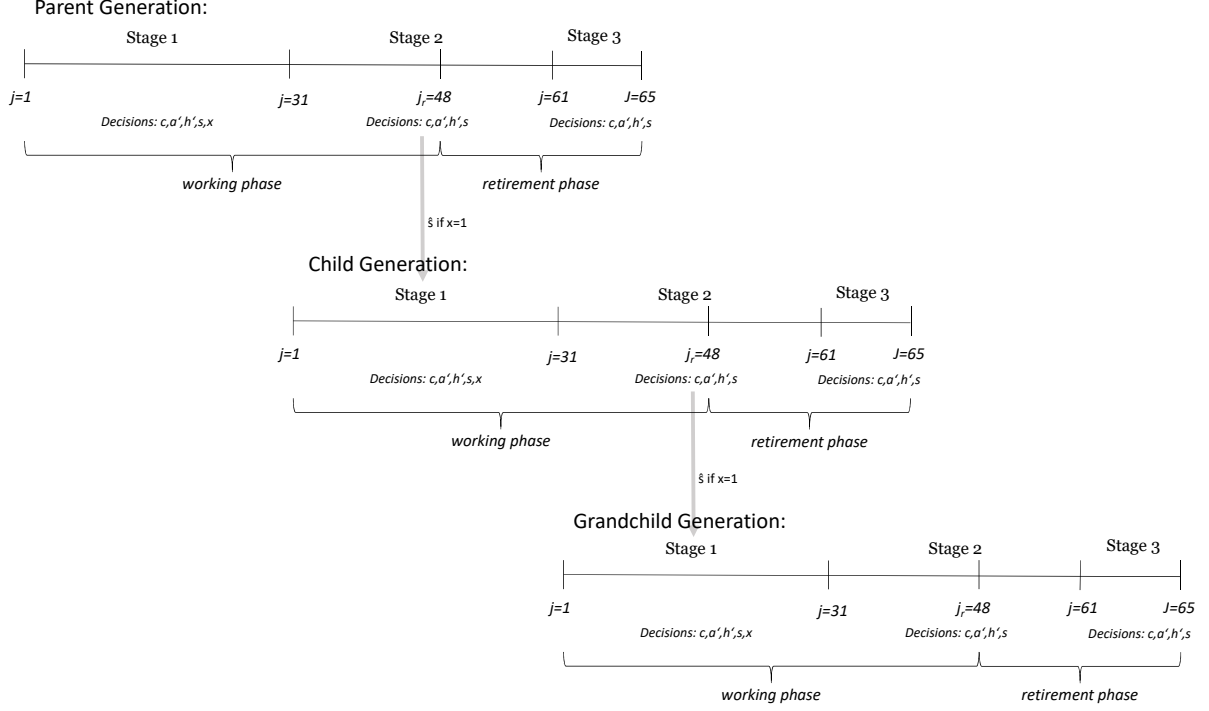 Parent Generation:
Stage 1 Stage 2 Stage 3
j=1 j=31 jr=48 j=61 J=65
Decisions: c,a‘,h‘,s,x Decisions: c,a‘,h‘,s Decisions: c,a‘,h‘,s
working phase retirement phase
ŝ if x=1
Child Generation:
Stage 1 Stage 2 Stage 3
j=1 j=31 jr=48 j=61 J=65
Decisions: c,a‘,h‘,s,x Decisions: c,a‘,h‘,s Decisions: c,a‘,h‘,s
working phase retirement phase
ŝ if x=1
Grandchild Generation:
Stage 1 Stage 2 Stage 3
j=1 j=31 jr=48 j=61 J=65
Decisions: c,a‘,h‘,s,x Decisions: c,a‘,h‘,s Decisions: c,a‘,h‘,s
working phase retirement phase